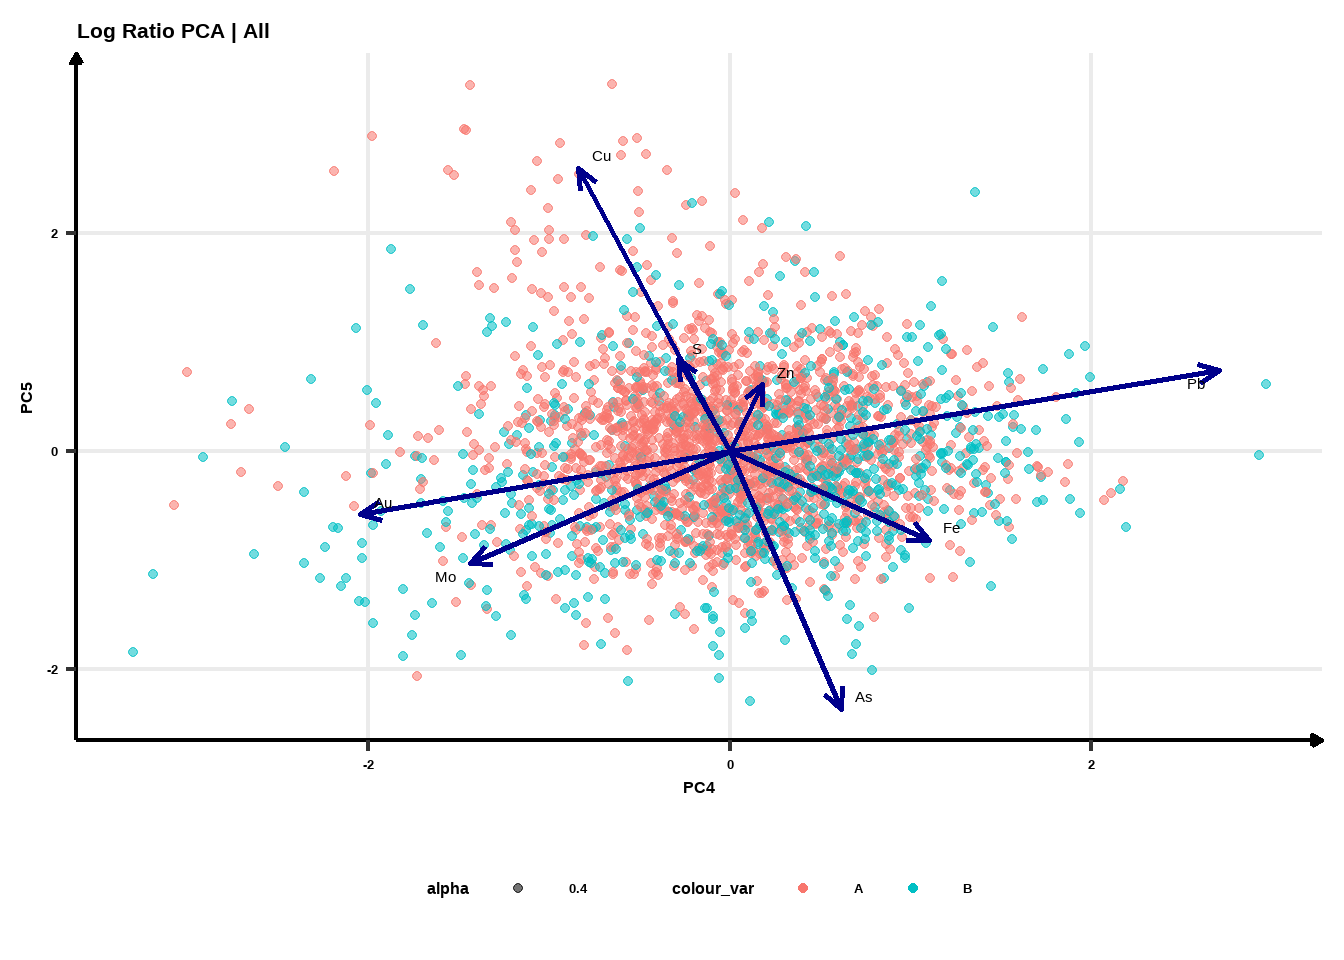 Log Ratio PCA | All
Cu
2
S
Zn
Pb
PC5
0
Au
Fe
Mo
-2
As
-2 0 2
PC4
alpha 0.4 colour_var A B